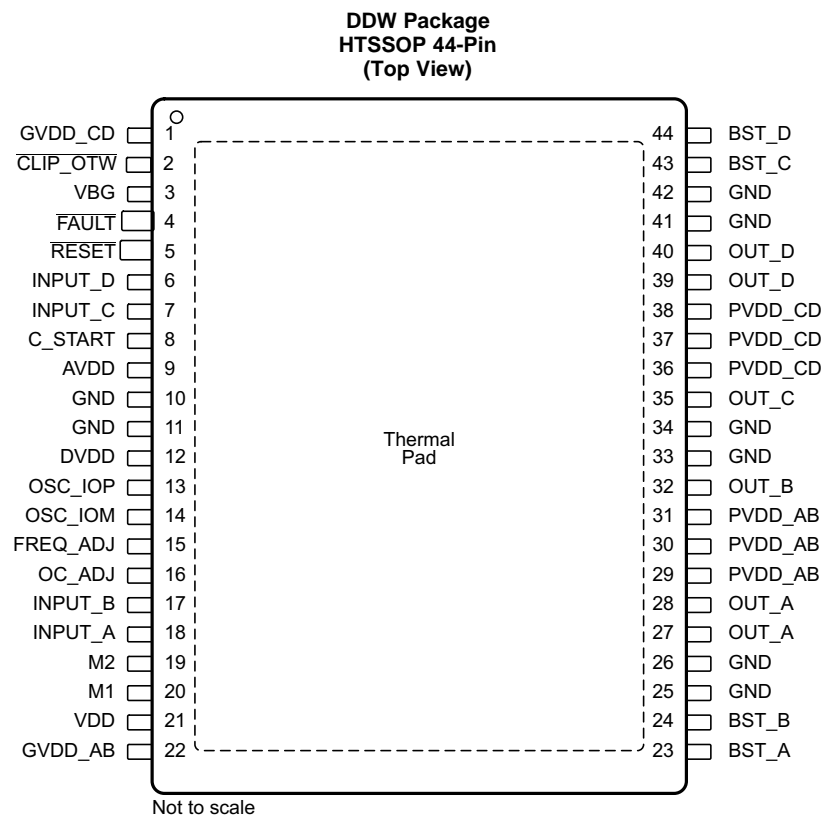 DDW Package
HTSSOP 44-Pin
(Top View)
GVDD_CD 1 44 BST_D
CLIP_OTW 2 43 BST_C
VBG 3 42 GND
FAULT 4 41 GND
RESET 5 40 OUT_D
INPUT_D 6 39 OUT_D
INPUT_C 7 38 PVDD_CD
C_START 8 37 PVDD_CD
AVDD 9 36 PVDD_CD
GND 10 35 OUT_C
GND 11 34 GND
Thermal
Pad
DVDD 12 33 GND
OSC_IOP 13 32 OUT_B
OSC_IOM 14 31 PVDD_AB
FREQ_ADJ 15 30 PVDD_AB
OC_ADJ 16 29 PVDD_AB
INPUT_B 17 28 OUT_A
INPUT_A 18 27 OUT_A
M2 19 26 GND
M1 20 25 GND
VDD 21 24 BST_B
GVDD_AB 22 23 BST_A
Not to scale